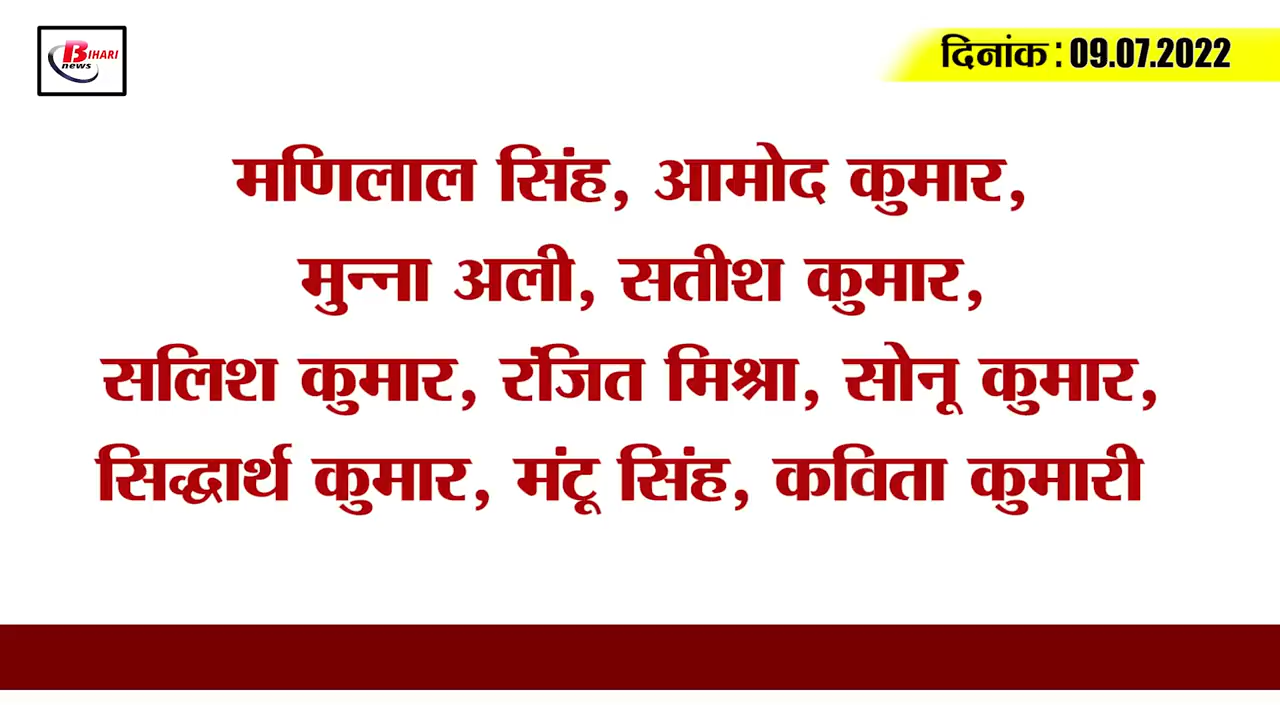 BIHARI
news
दिनांक : 09.07.2022
मणिलाल सिंह, आमोद कुमार,
मुन्ना अली, सतीश कुमार,
सलिश कुमार, रंजित मिश्रा, सोनू कुमार,
सिद्धार्थ कुमार, मंटू सिंह, कविता कुमारी